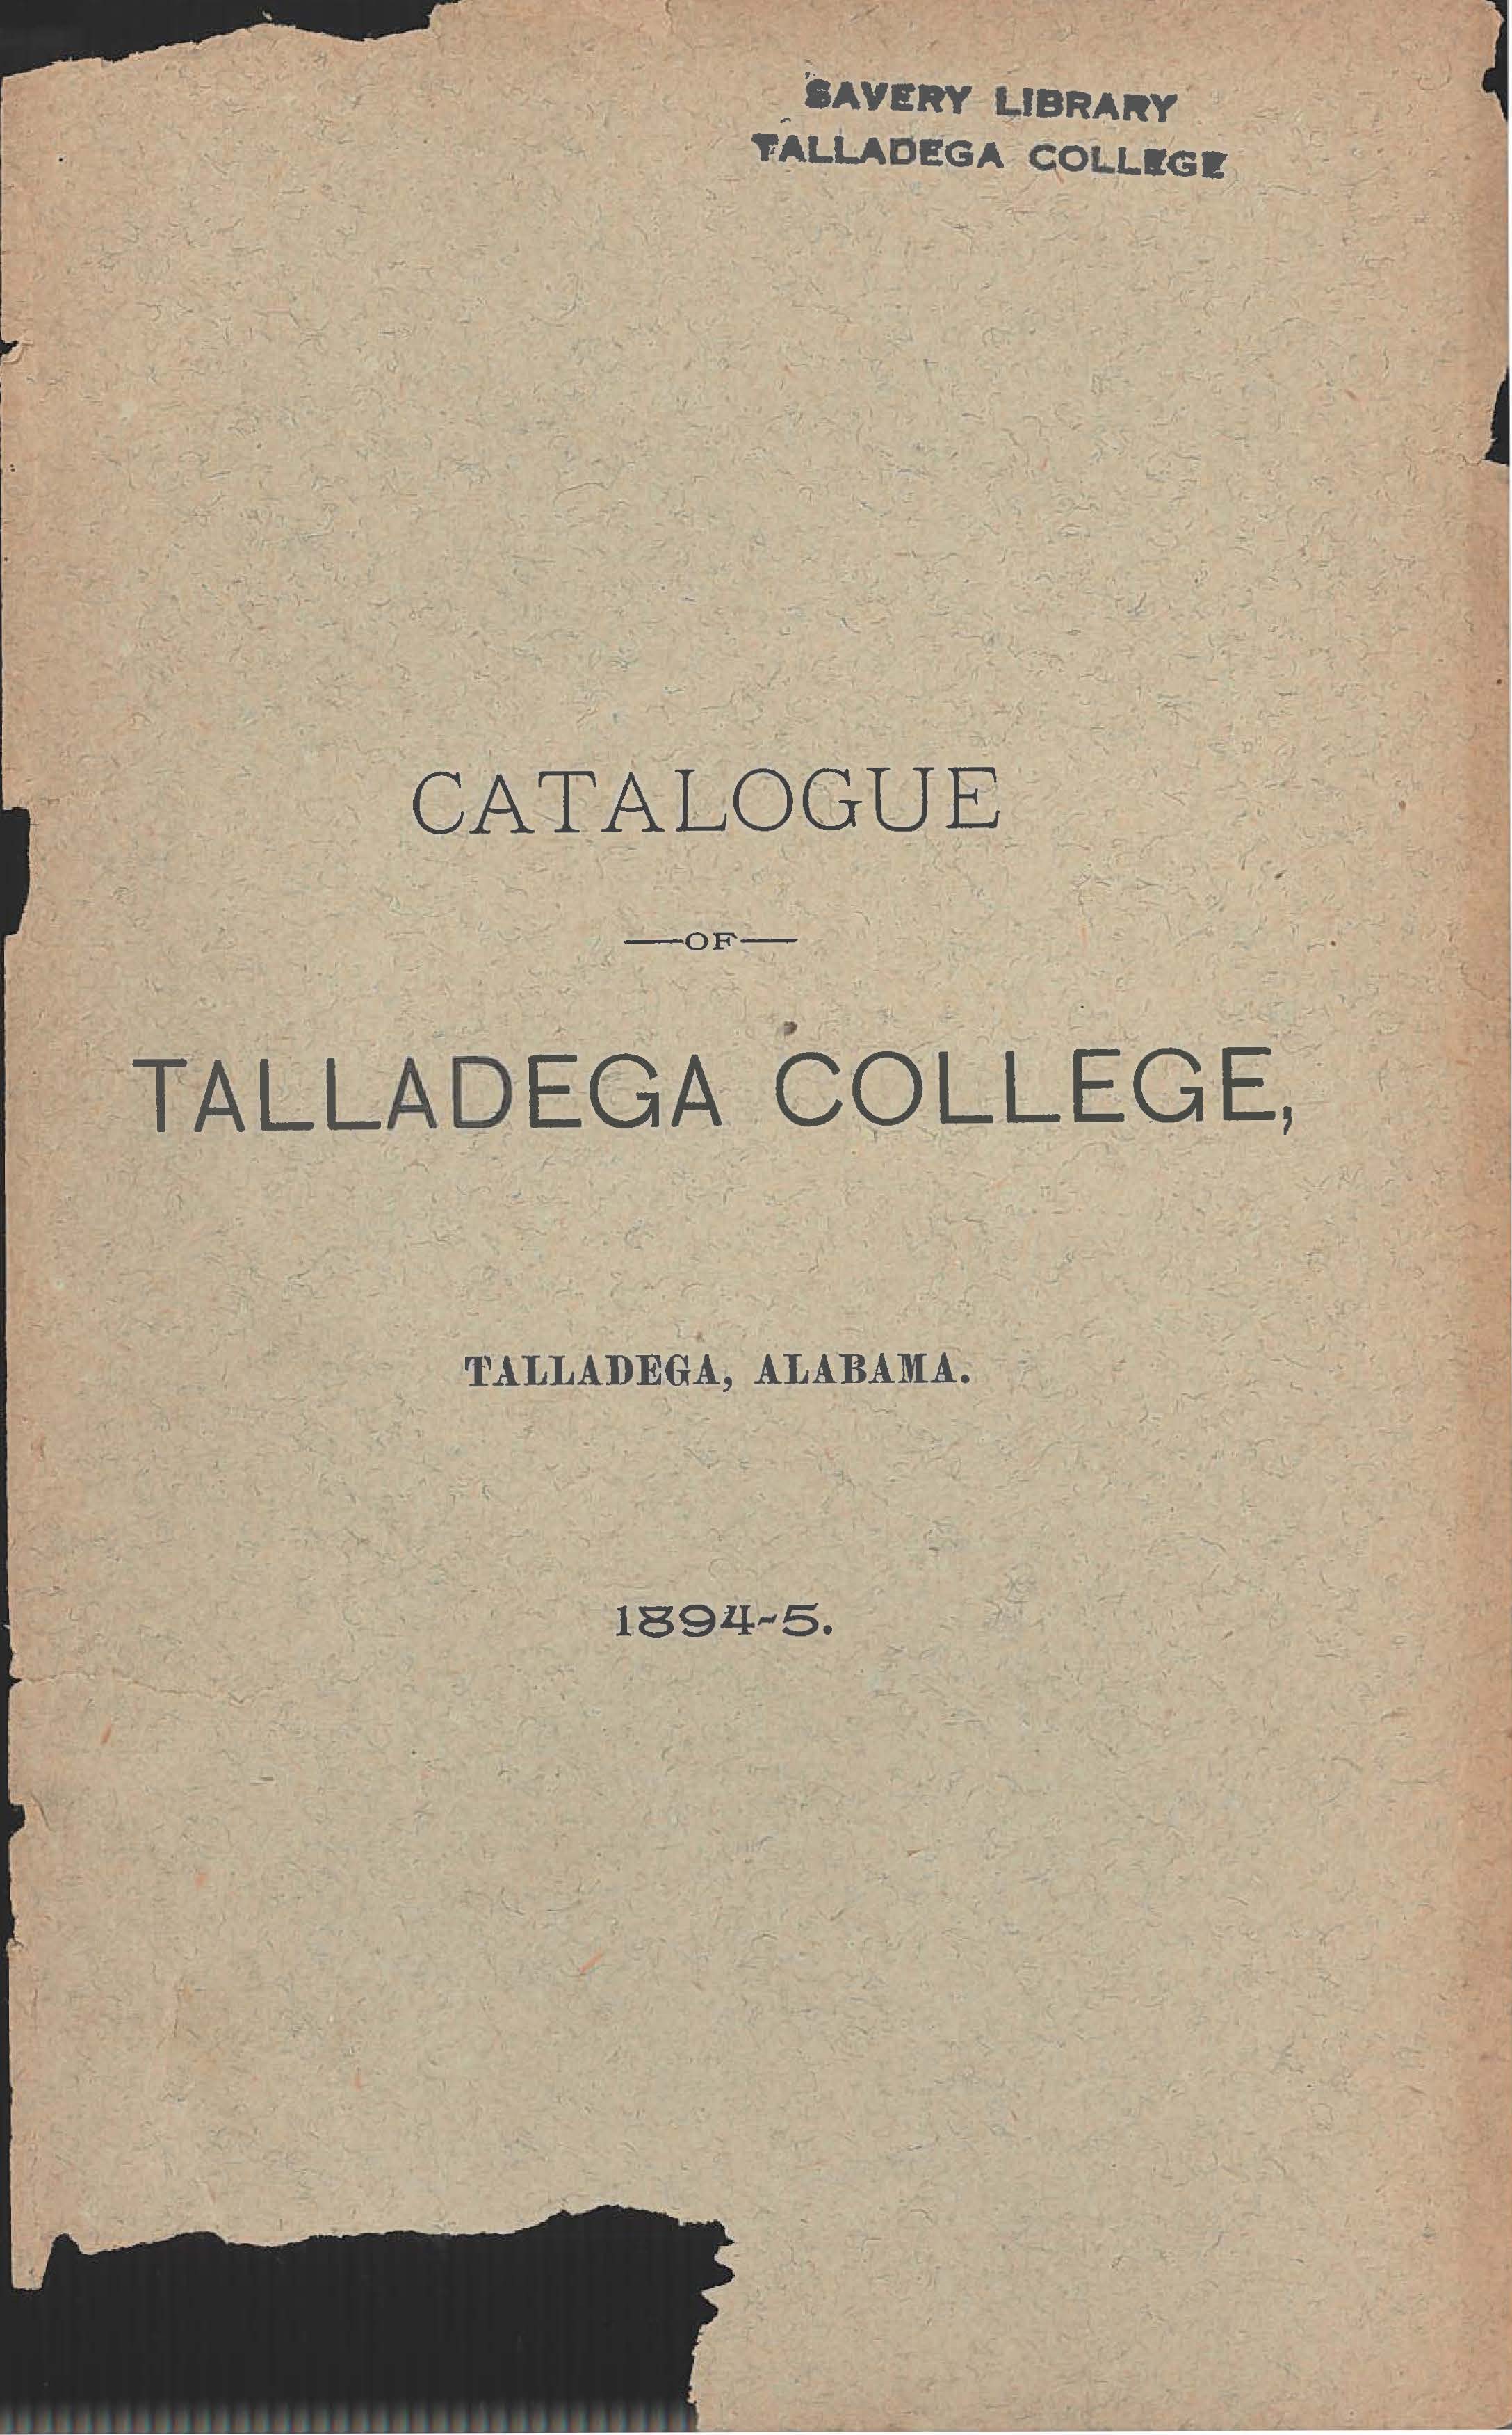 SAVERY LIBRARY
TALLADEGA COLLEGE
CATALOGUE
—OF—
TALLADEGA COLLEGE,
TALLADEGA, ALABAMA.
1894-5.